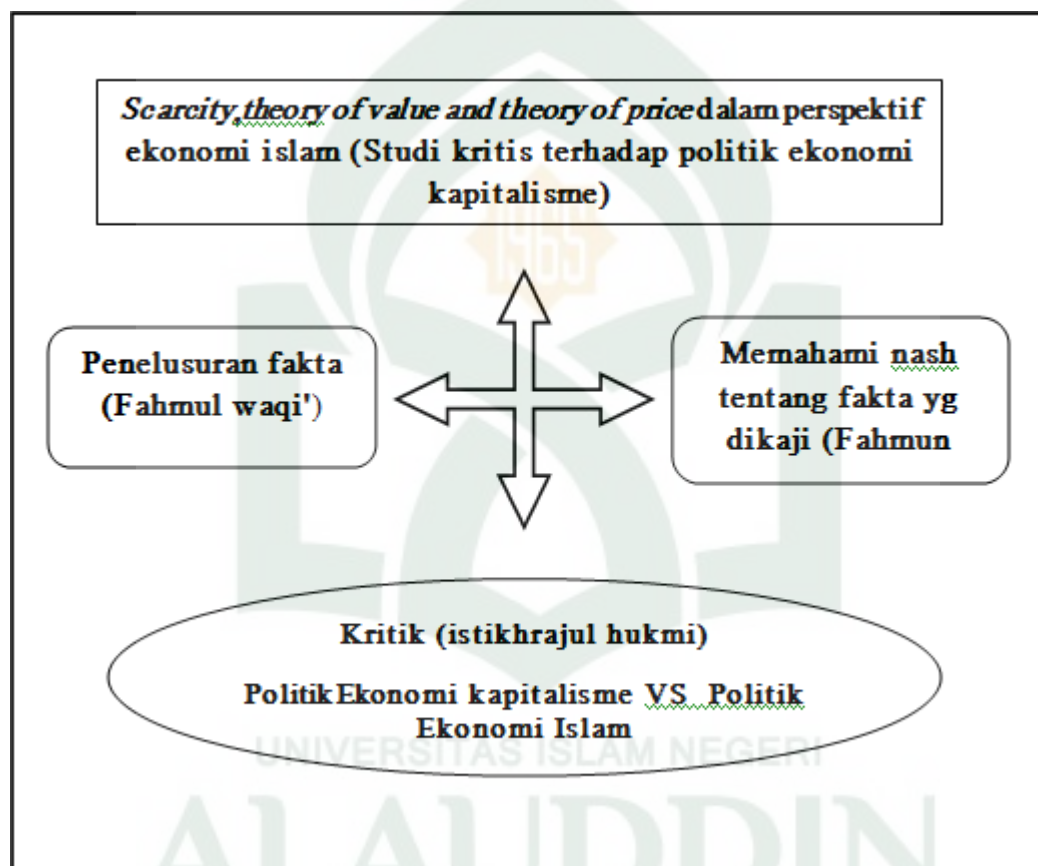 Scarcity,theory of value and theory of price dalam perspektif
ekonomi islam (Studi kritis terhadap politik ekonomi
kapitalisme)
1965
Penelusuran fakta
(Fahmul waqi')
Memahami nash
tentang fakta yg
dikaji (Fahmun
Kritik (istikhrajul hukmi)
Politik Ekonomi kapitalisme VS Politik
Ekonomi Islam
UNIVERSITAS ISLAM NEGERI
ALAUDDIN